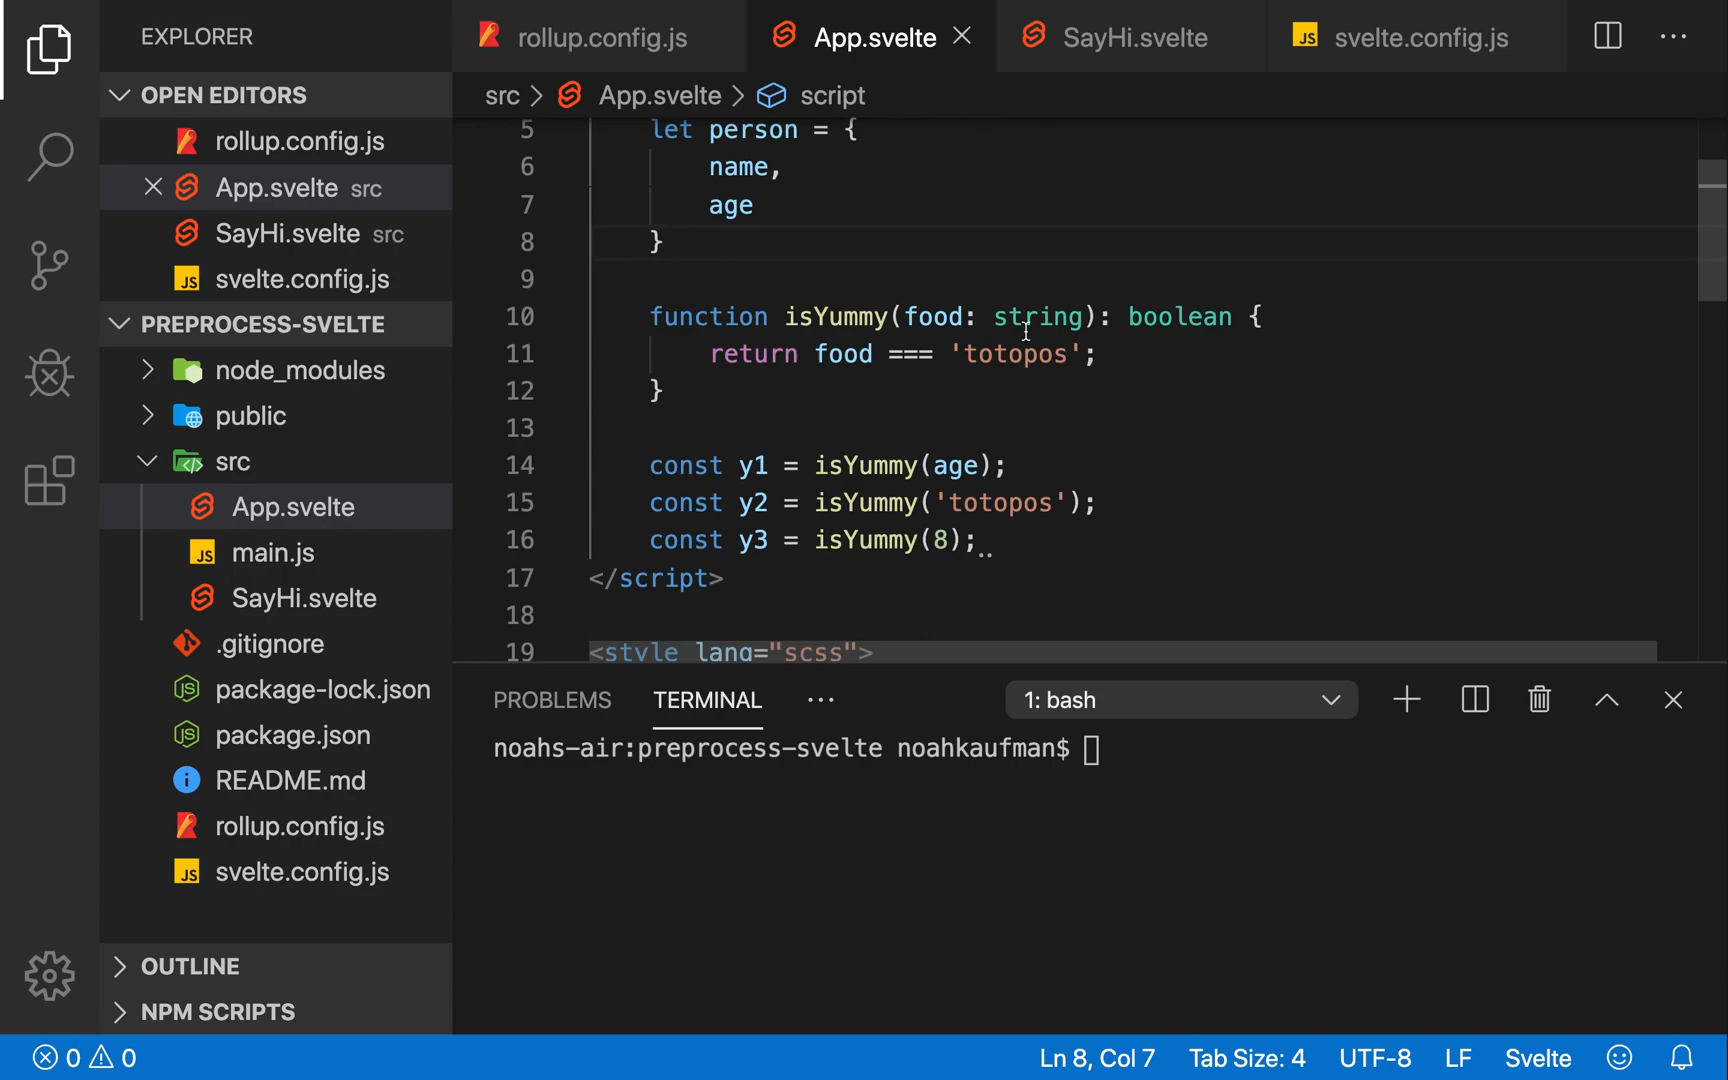 EXPLORER
OPEN EDITORS
rollup.config.js
App.svelte src
SayHi.svelte src
JS svelte.config.js
PREPROCESS-SVELTE
node_modules
public
src
App.svelte
JS main.js
SayHi.svelte
.gitignore
package-lock.json
package.json
README.md
rollup.config.js
JS svelte.config.js
OUTLINE
NPM SCRIPTS
rollup.config.js
App.svelte
SayHi.svelte
JS svelte.config.js
src > App.svelte > script
5 let person = {
6 name,
7 age
8 }
9
10 function isYummy(food: string): boolean {
11 return food === 'totopos';
12 }
13
14 const y1 = isYummy(age);
15 const y2 = isYummy('totopos');
16 const y3 = isYummy(8);
17 </script>
18
19 <style lang="scss">
PROBLEMS TERMINAL ··· 1: bash
noahs-air:preprocess-svelte noahkaufman$
0 0 Ln 8, Col 7 Tab Size: 4 UTF-8 LF Svelte